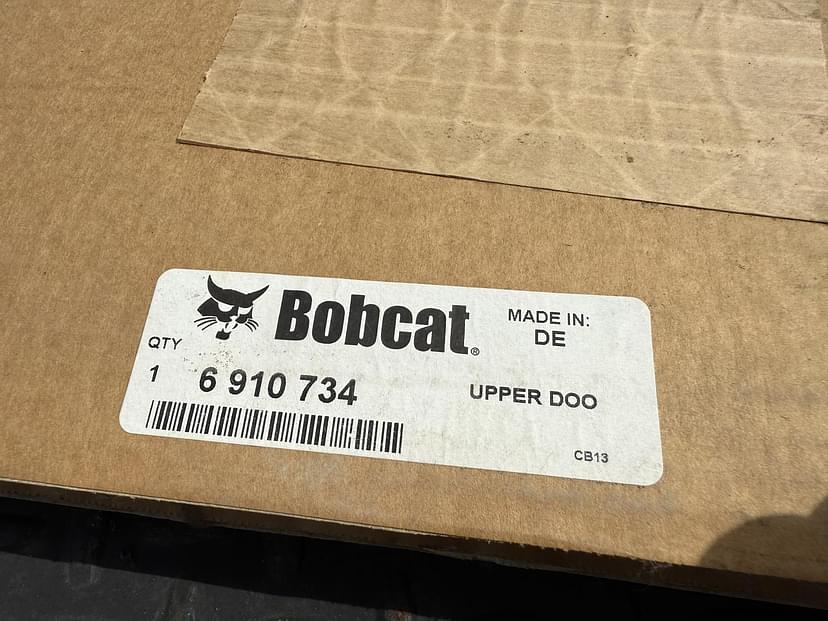 Bobcat®
MADE IN:
DE
QTY
1 6 910 734
UPPER DOO
CB13